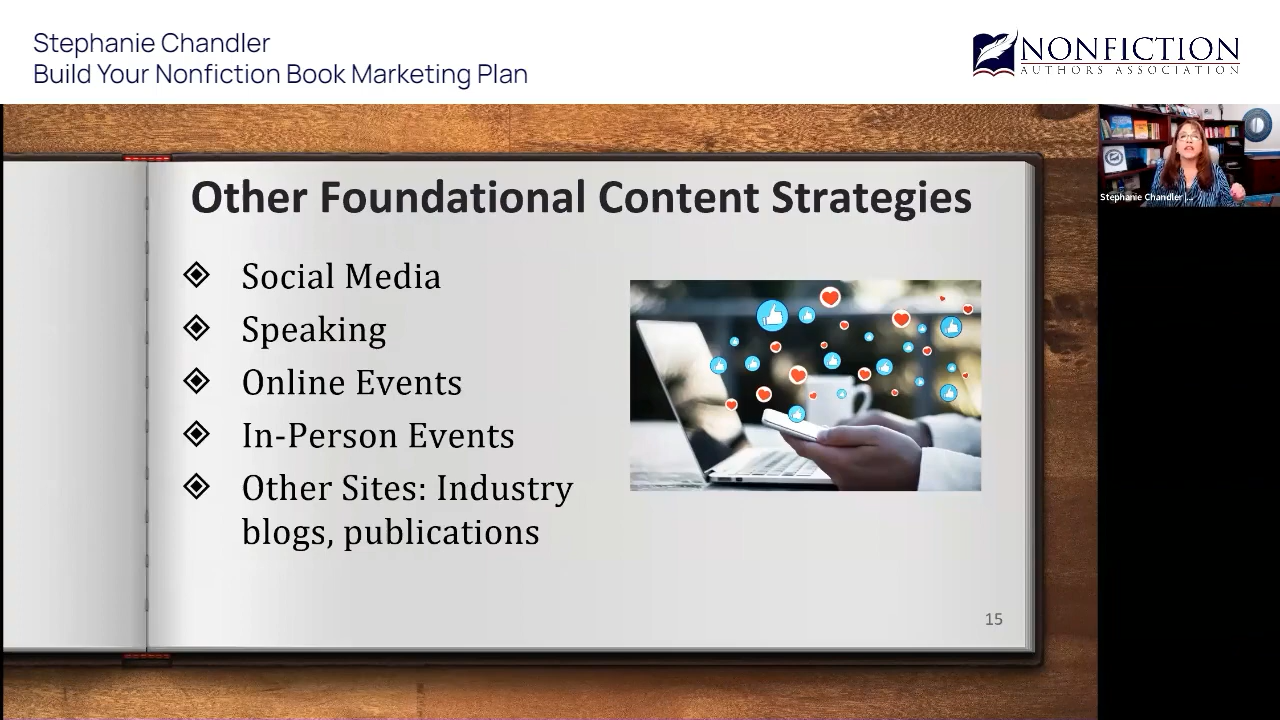 Stephanie Chandler
Build Your Nonfiction Book Marketing Plan
NONFICTION
AUTHORS ASSOCIATION
Stephanie Chandler | ...
Other Foundational Content Strategies
Social Media
Speaking
Online Events
In-Person Events
Other Sites: Industry
blogs, publications
15